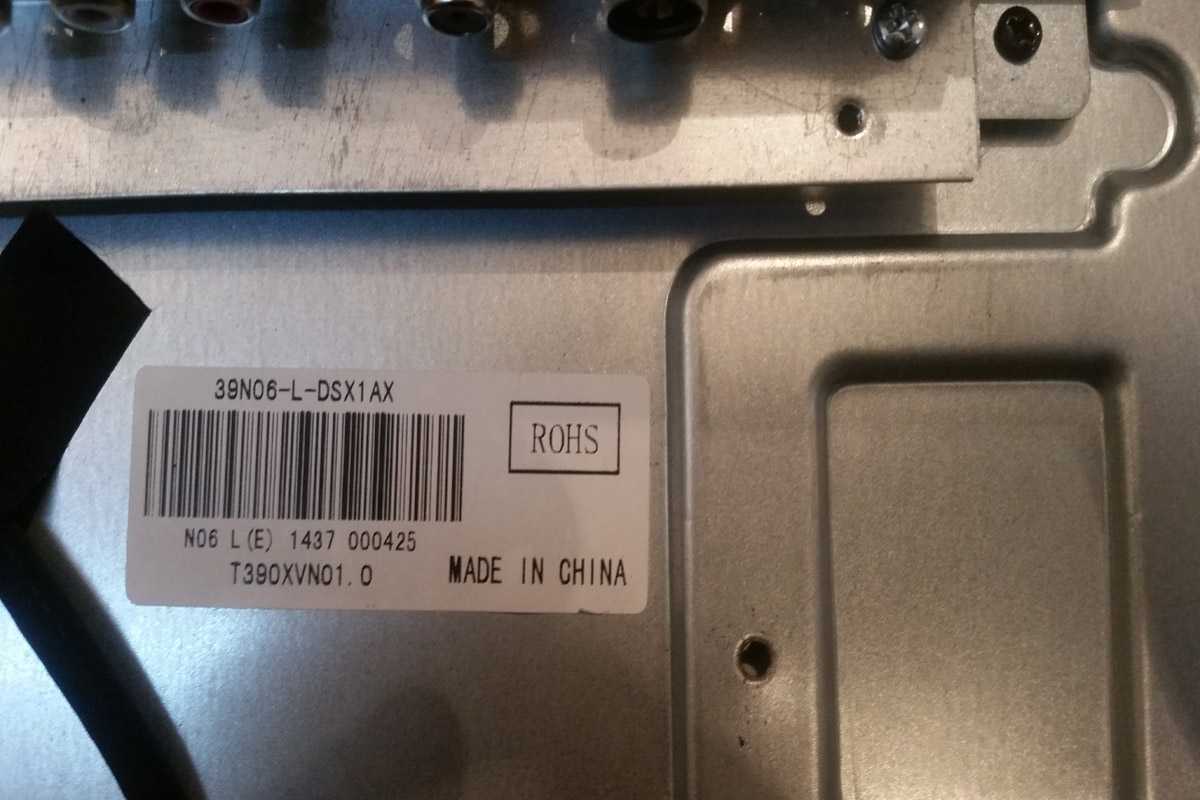 39N06-L-DSX1AX
ROHS
N06 L(E) 1437 000425
T390XVN01.0
MADE IN CHINA